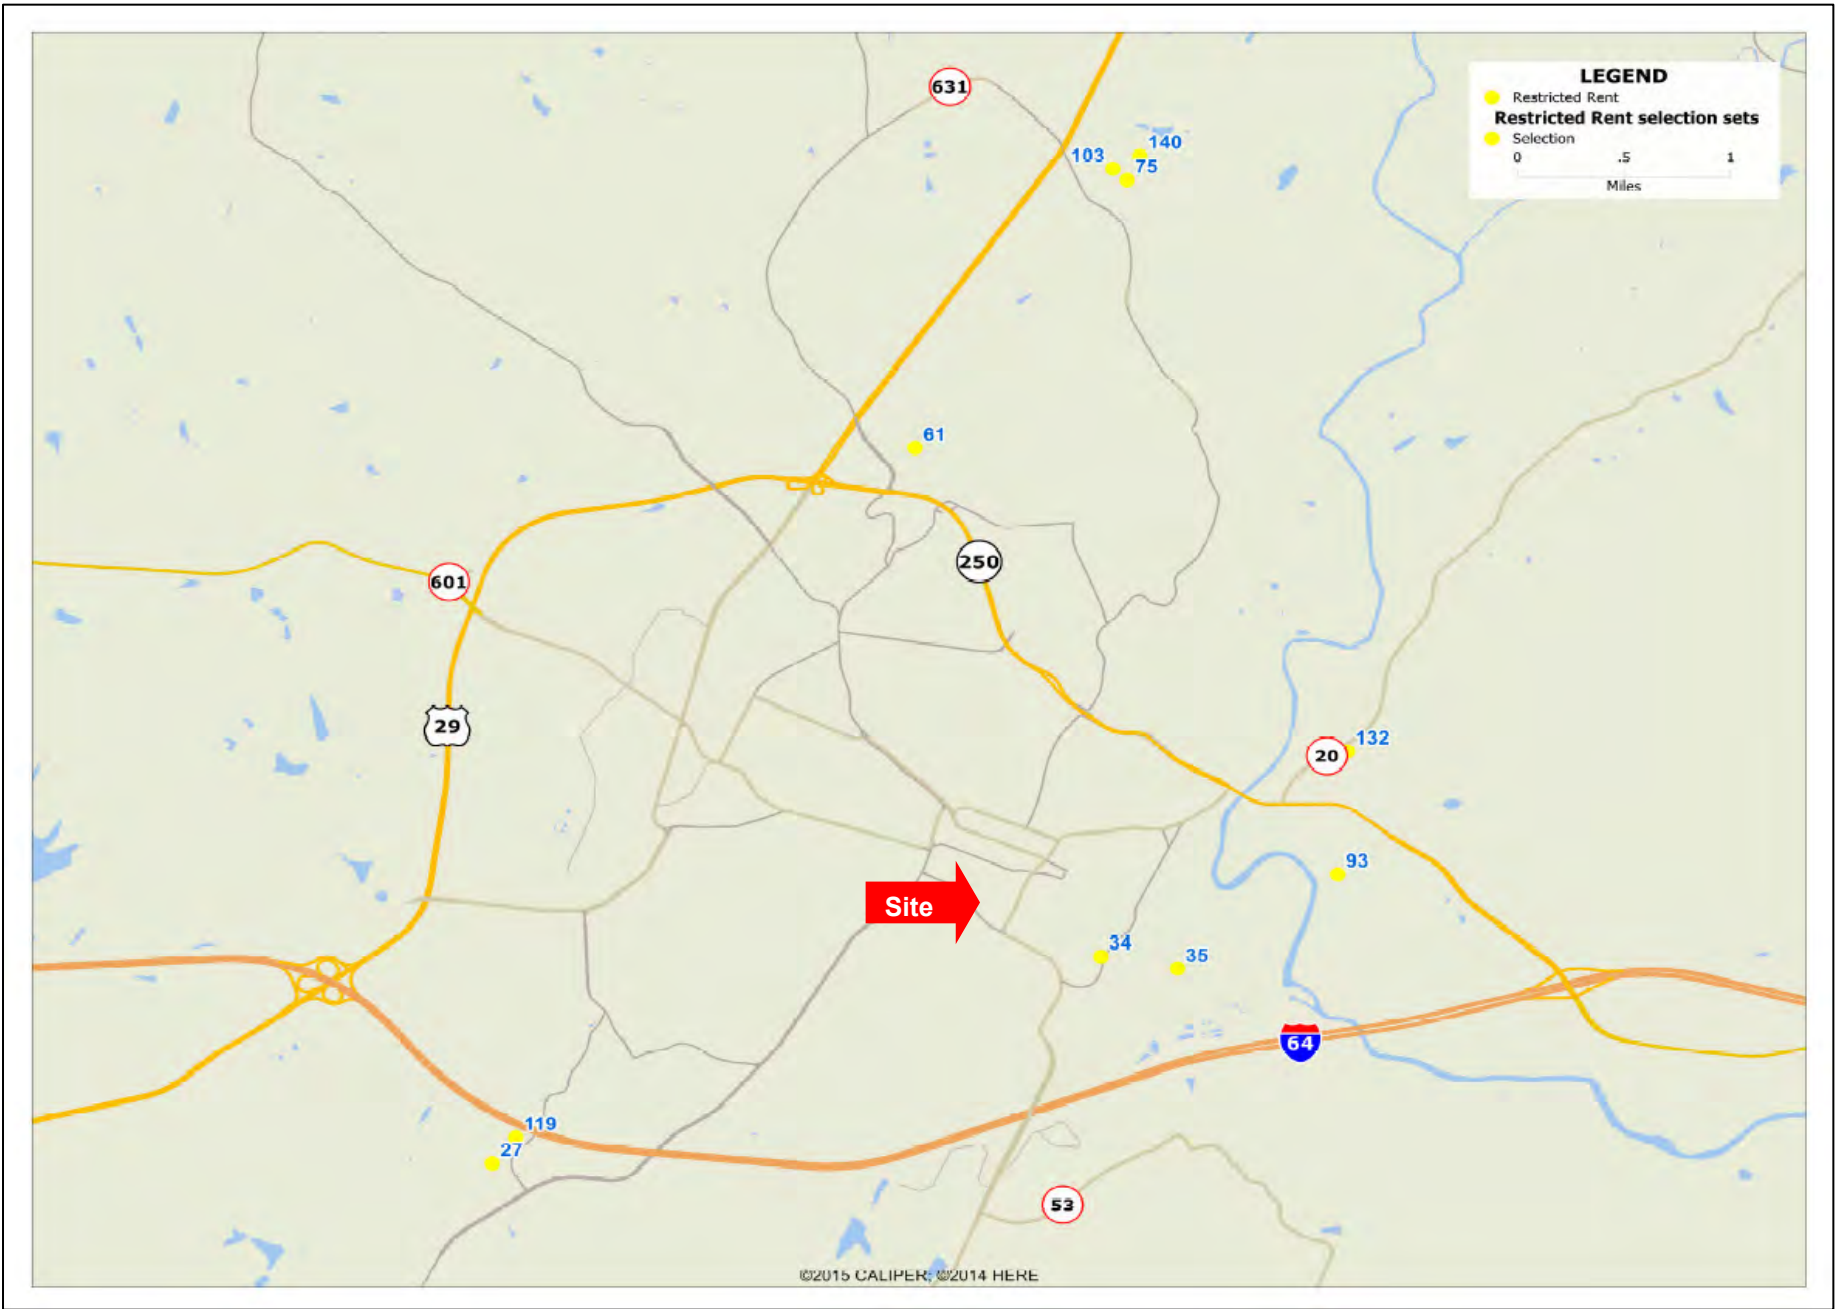 631
LEGEND
Restricted Rent
Restricted Rent selection sets
Selection
0 .5 1
Miles
140
103
75
61
250
601
29
132
20
93
Site
34
35
64
119
27
53
©2015 CALIPER; ©2014 HERE